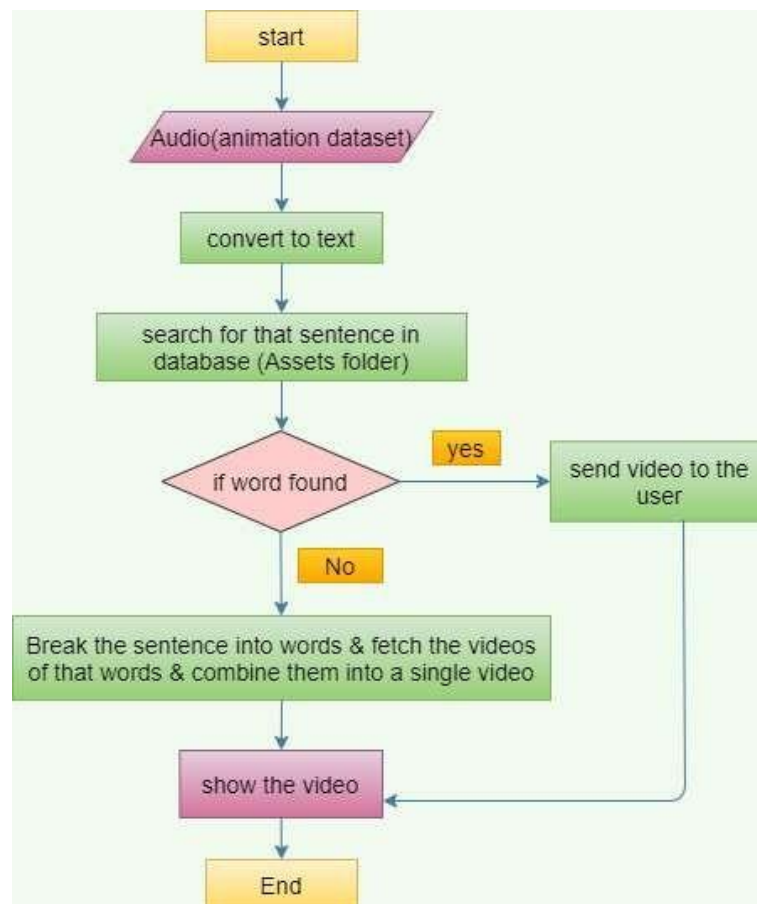 start
Audio(animation dataset)
convert to text
search for that sentence in
database (Assets folder)
if word found
yes
send video to the
user
No
Break the sentence into words & fetch the videos
of that words & combine them into a single video
show the video
End